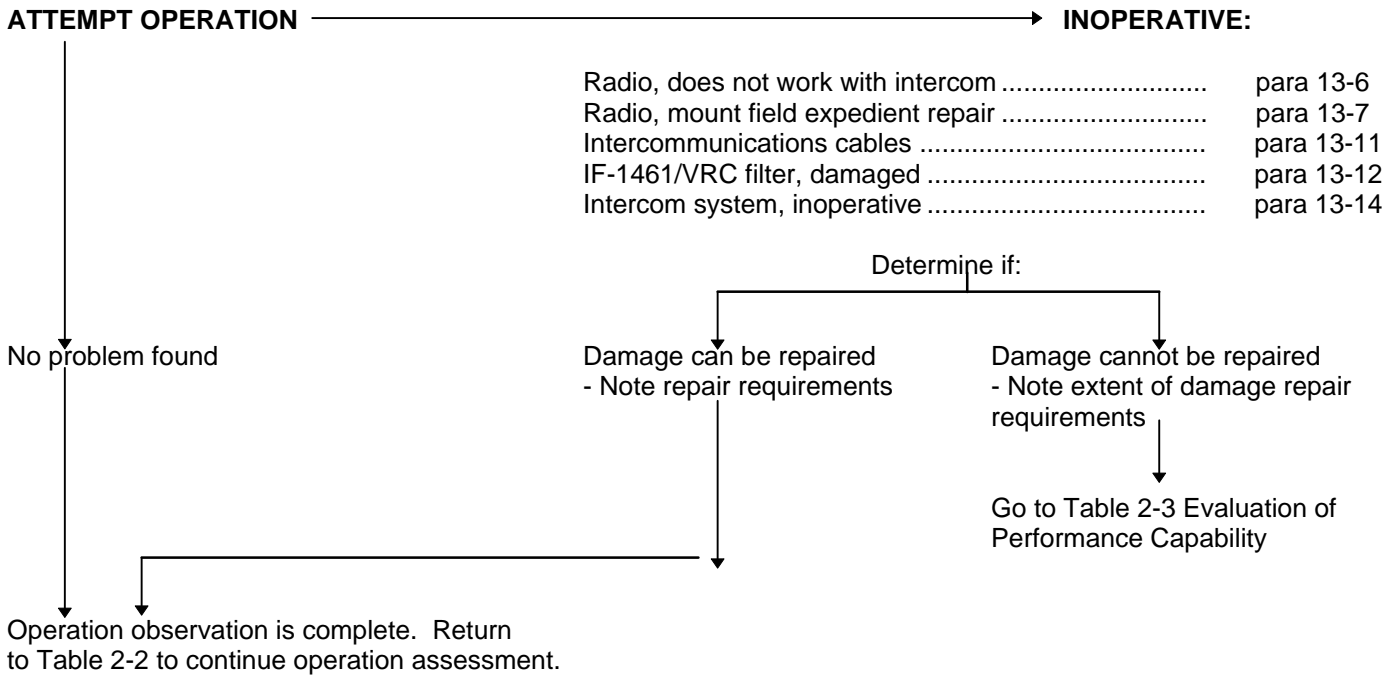 ATTEMPT OPERATION INOPERATIVE:
Radio, does not work with intercom ............................ para 13-6
Radio, mount field expedient repair ............................ para 13-7
Intercommunications cables ....................................... para 13-11
IF-1461/VRC filter, damaged ...................................... para 13-12
Intercom system, inoperative ...................................... para 13-14
Determine if:
No problem found
Damage can be repaired
- Note repair requirements
Damage cannot be repaired
- Note extent of damage repair
requirements
Go to Table 2-3 Evaluation of
Performance Capability
Operation observation is complete. Return
to Table 2-2 to continue operation assessment.